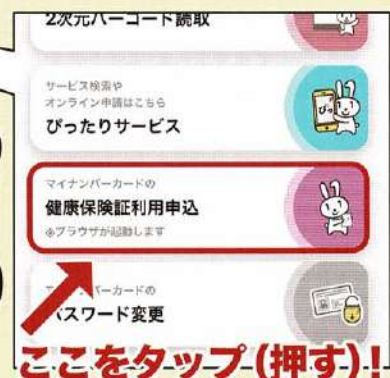 2次元バーコード読取
サービス検索や
オンライン申請はこちら
ぴったりサービス
ぴっ
マイナンバーカードの
健康保険証利用申込
※ブラウザが起動します
バーカードの
パスワード変更
ここをタップ(押す)!